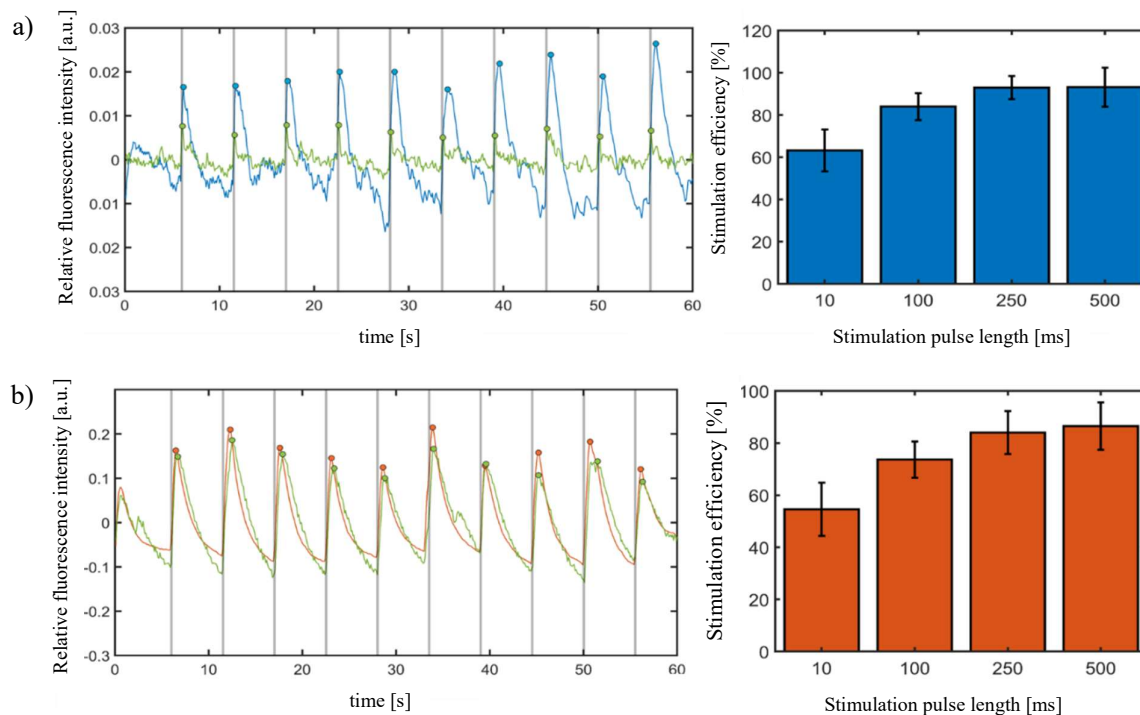 a)
Relative fluorescence intensity [a.u.]
0.03
0.02
0.01
0
0.01
0.02
0.03
0 10 20 30 40 50 60
time [s]
Stimulation efficiency [%]
120
100
80
60
40
20
0
10 100 250 500
Stimulation pulse length [ms]
b)
Relative fluorescence intensity [a.u.]
0.2
0.1
0
-0.1
-0.2
-0.3
0 10 20 30 40 50 60
time [s]
Stimulation efficiency [%]
100
80
60
40
20
0
10 100 250 500
Stimulation pulse length [ms]